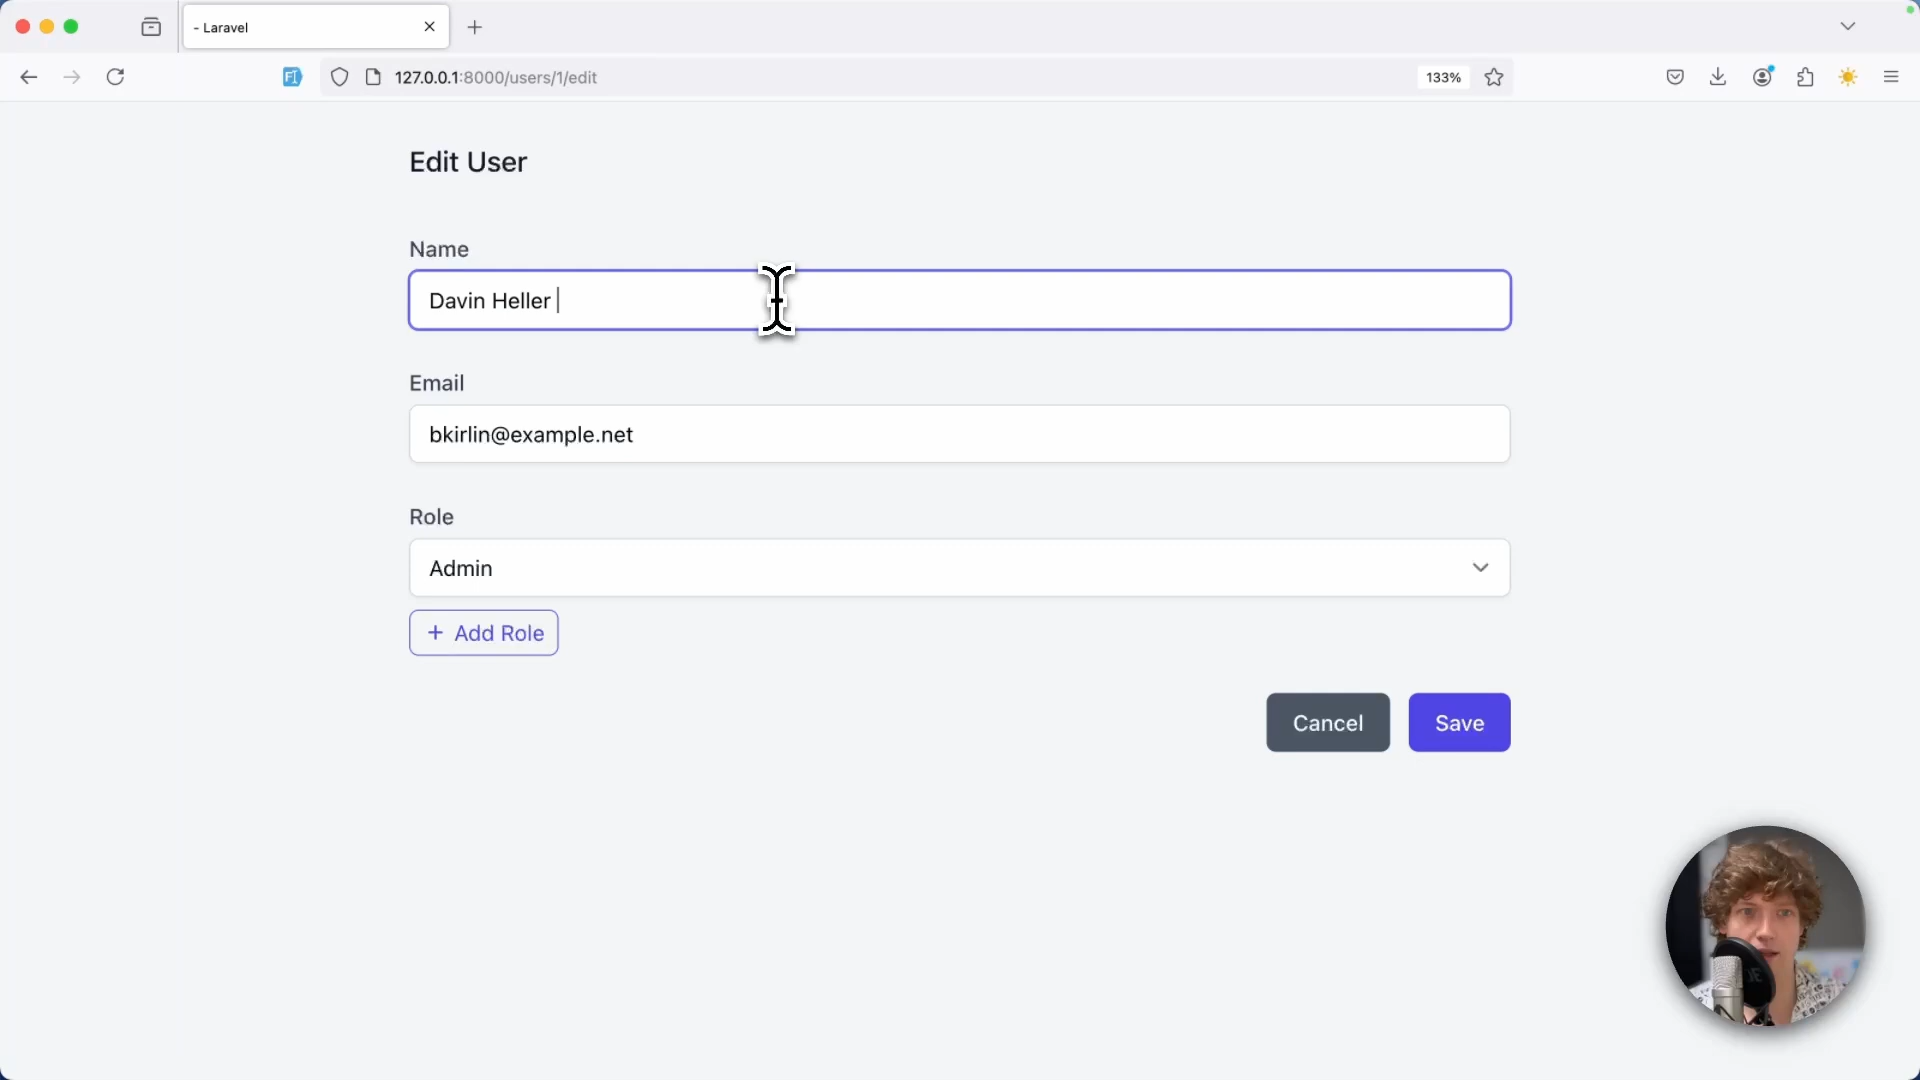 - Laravel
127.0.0.1:8000/users/1/edit
133%
Edit User
Name
Davin Heller
Email
bkirlin@example.net
Role
Admin
+ Add Role
Cancel
Save